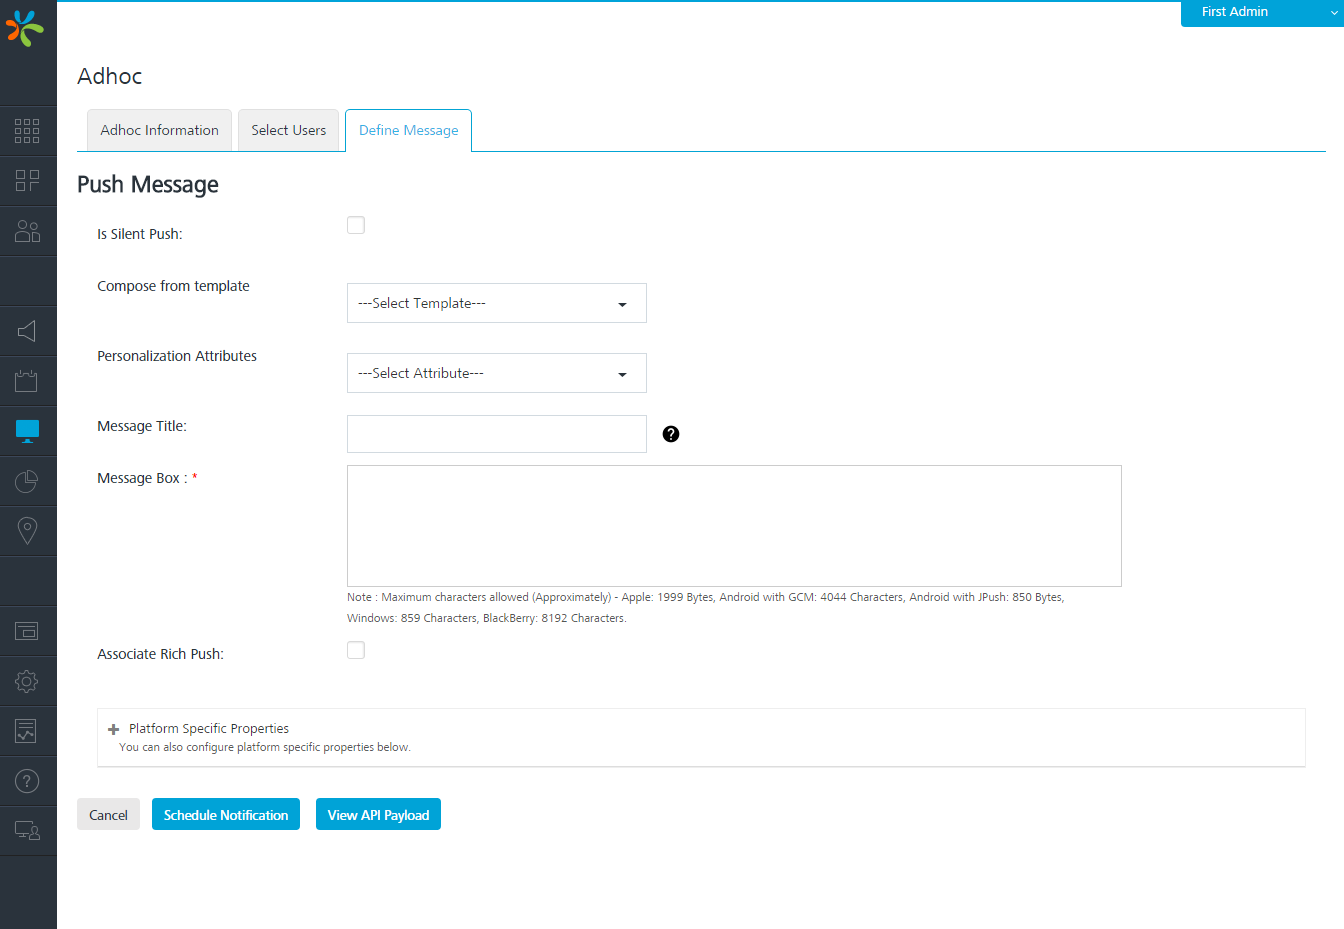 First Admin
Adhoc
Adhoc Information
Select Users
Define Message
Push Message
Is Silent Push:
Compose from template
---Select Template---
Personalization Attributes
---Select Attribute---
Message Title:
?
Message Box : *
Note : Maximum characters allowed (Approximately) - Apple: 1999 Bytes, Android with GCM: 4044 Characters, Android with JPush: 850 Bytes,
Windows: 859 Characters, BlackBerry: 8192 Characters.
Associate Rich Push:
Platform Specific Properties
You can also configure platform specific properties below.
?
Cancel
Schedule Notification
View API Payload